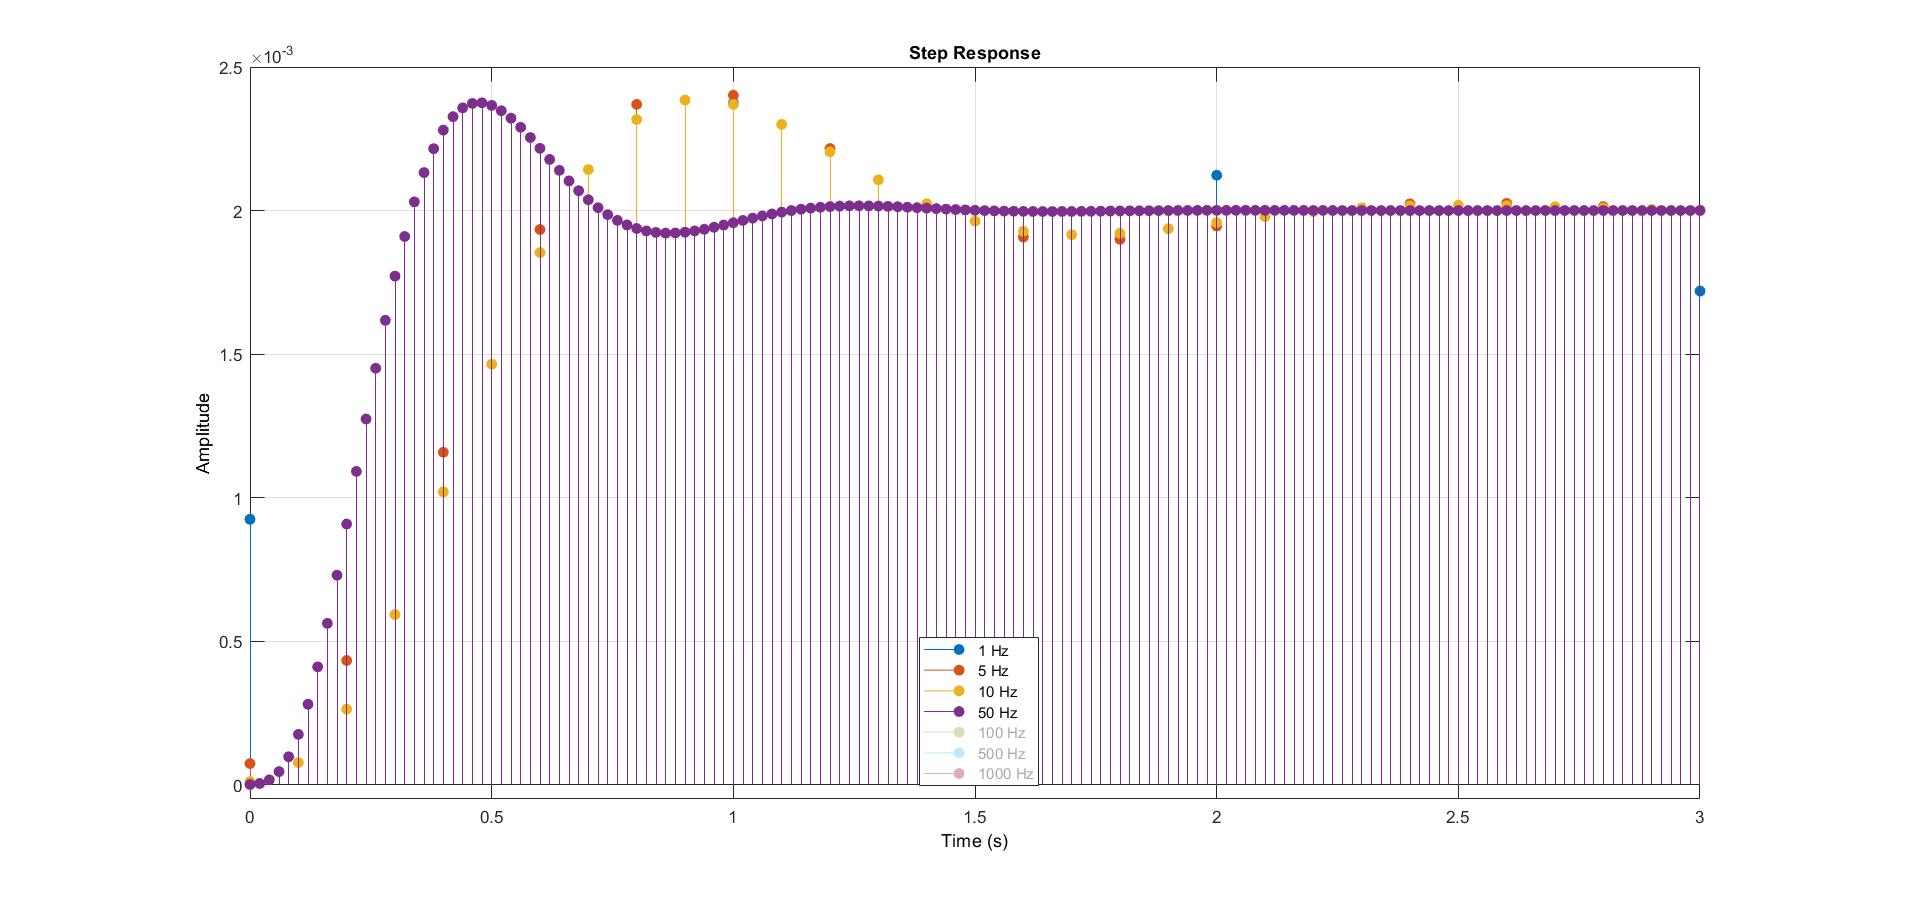 Step Response
×10-3
2.5
2
1.5
1
0.5
0
Amplitude
0 0.5 1 1.5 2 2.5 3
Time (s)
1 Hz
5 Hz
10 Hz
50 Hz
100 Hz
500 Hz
1000 Hz